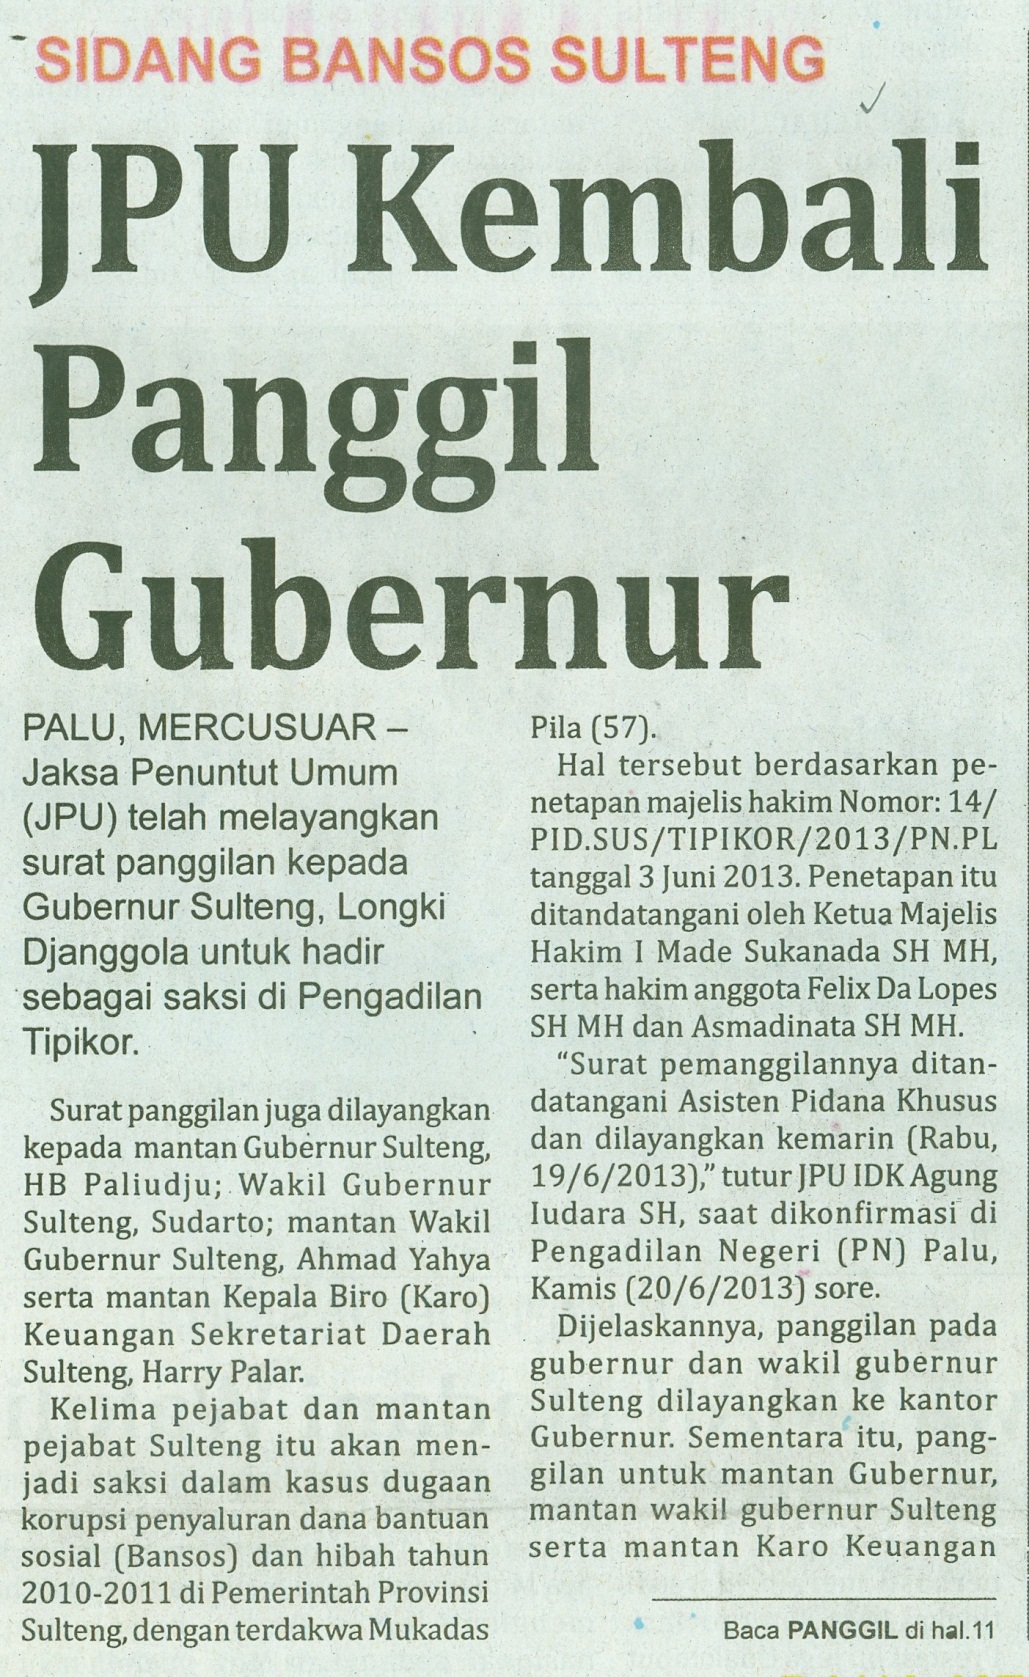 SIDANG BANSOS SULTENG
JPU Kembali
Panggil
Gubernur
PALU, MERCUSUAR –
Jaksa Penuntut Umum
(JPU) telah melayangkan
surat panggilan kepada
Gubernur Sulteng, Longki
Djanggola untuk hadir
sebagai saksi di Pengadilan
Tipikor.
Surat panggilan juga dilayangkan
kepada mantan Gubernur Sulteng,
HB Paliudju; Wakil Gubernur
Sulteng, Sudarto; mantan Wakil
Gubernur Sulteng, Ahmad Yahya
serta mantan Kepala Biro (Karo)
Keuangan Sekretariat Daerah
Sulteng, Harry Palar.
Kelima pejabat dan mantan
pejabat Sulteng itu akan men-
jadi saksi dalam kasus dugaan
korupsi penyaluran dana bantuan
sosial (Bansos) dan hibah tahun
2010-2011 di Pemerintah Provinsi
Sulteng, dengan terdakwa Mukadas
Pila (57).
Hal tersebut berdasarkan pe-
netapan majelis hakim Nomor: 14/
PID.SUS/TIPIKOR/2013/PN.PL
tanggal 3 Juni 2013. Penetapan itu
ditandatangani oleh Ketua Majelis
Hakim I Made Sukanada SH MH,
serta hakim anggota Felix Da Lopes
SH MH dan Asmadinata SH MH.
“Surat pemanggilannya ditan-
datangani Asisten Pidana Khusus
dan dilayangkan kemarin (Rabu,
19/6/2013),” tutur JPU IDK Agung
Iudara SH, saat dikonfirmasi di
Pengadilan Negeri (PN) Palu,
Kamis (20/6/2013) sore.
Dijelaskannya, panggilan pada
gubernur dan wakil gubernur
Sulteng dilayangkan ke kantor
Gubernur. Sementara itu, pang-
gilan untuk mantan Gubernur,
mantan wakil gubernur Sulteng
serta mantan Karo Keuangan
Baca PANGGIL di hal.11